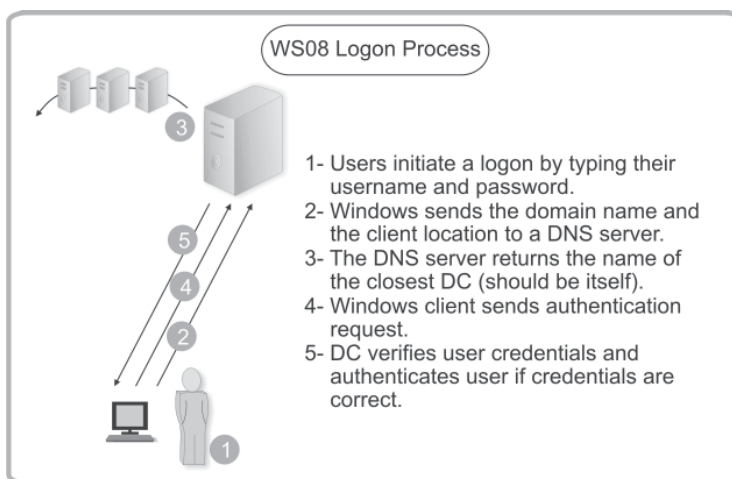 WS08 Logon Process
3
5
4
2
1
1- Users initiate a logon by typing their
username and password.
2- Windows sends the domain name and
the client location to a DNS server.
3- The DNS server returns the name of
the closest DC (should be itself).
4- Windows client sends authentication
request.
5- DC verifies user credentials and
authenticates user if credentials are
correct.